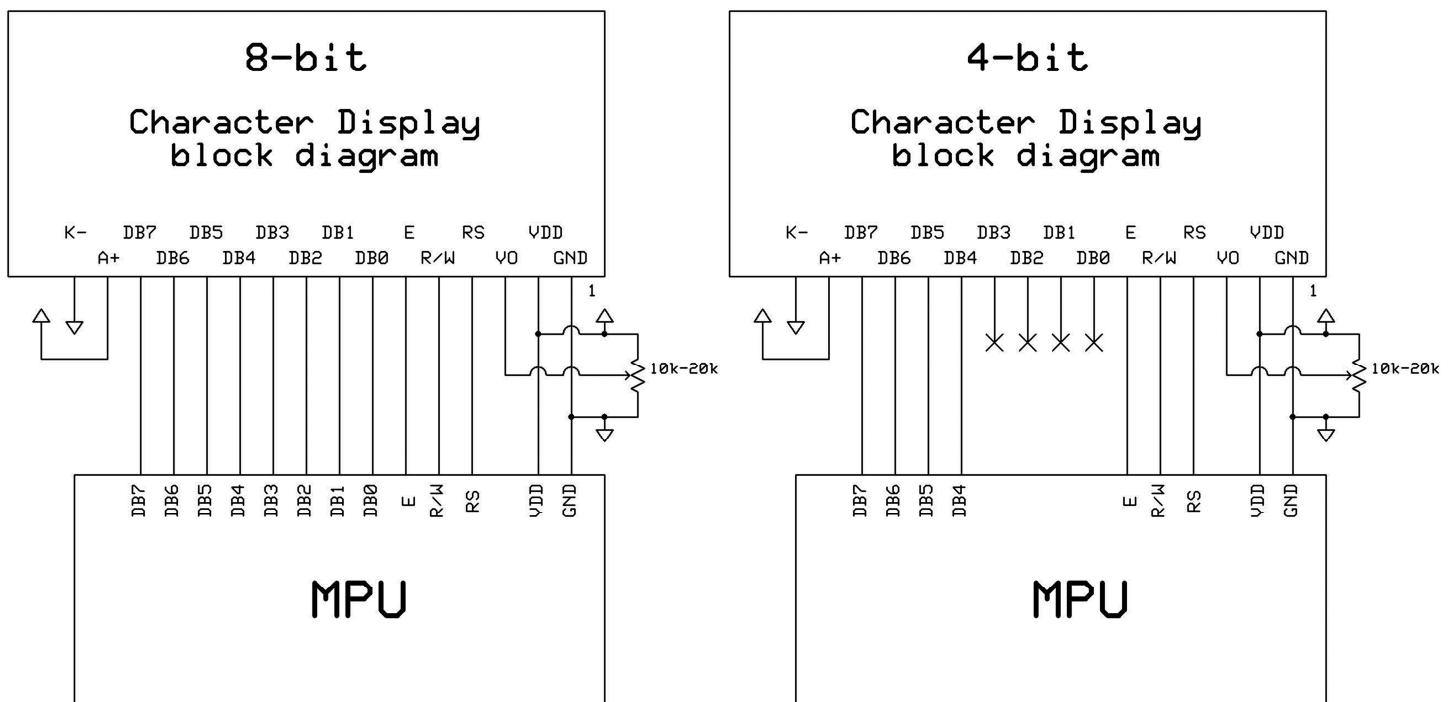 8-bit
Character Display
block diagram
K- DB7 DB5 DB3 DB1 E RS VDD
A+ DB6 DB4 DB2 DB0 R/W VO GND
1
10k-20k
DB7 DB6 DB5 DB4 DB3 DB2 DB1 DB0 E R/W RS VDD GND
MPU
4-bit
Character Display
block diagram
K- DB7 DB5 DB3 DB1 E RS VDD
A+ DB6 DB4 DB2 DB0 R/W VO GND
1
10k-20k
DB7 DB6 DB5 DB4 E R/W RS VDD GND
MPU